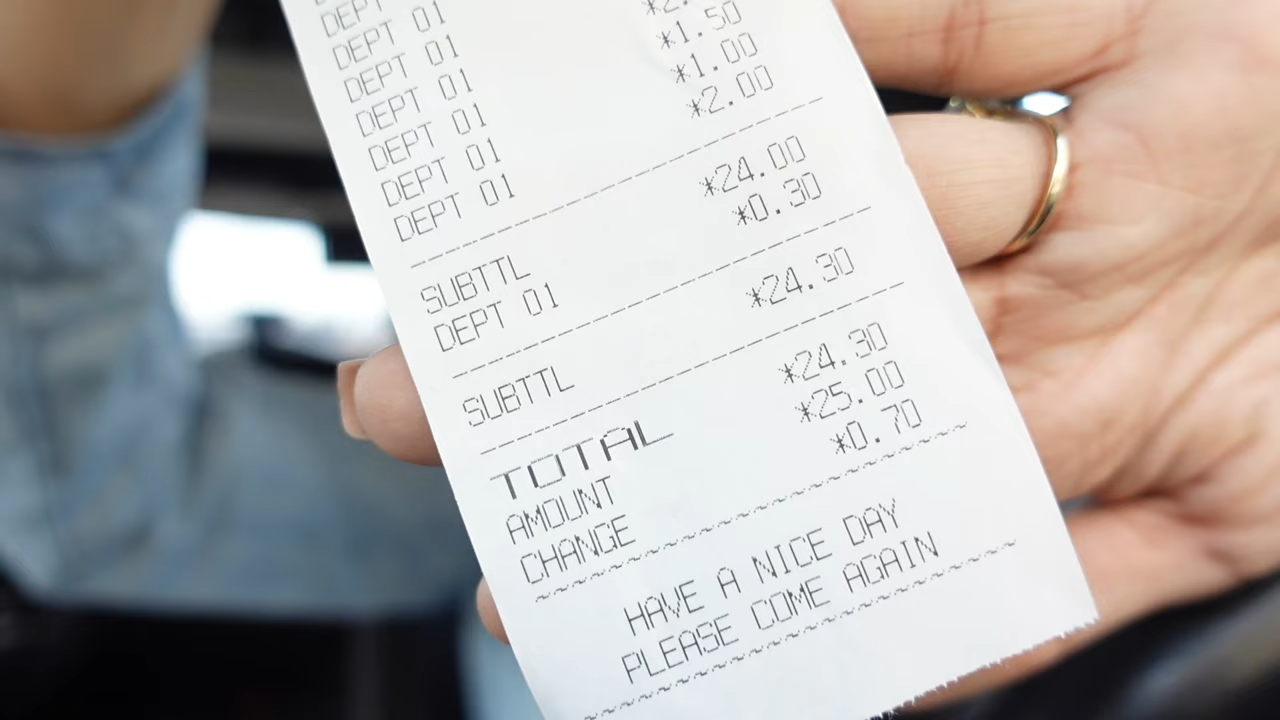 DEPT
DEPT 01
DEPT 01
DEPT 01
DEPT 01 *1.50
DEPT 01 *1.00
DEPT 01 *2.00
SUBTTL *24.00
DEPT 01 *0.30
SUBTTL *24.30
TOTAL *24.30
AMOUNT *25.00
CHANGE *0.70
HAVE A NICE DAY
PLEASE COME AGAIN